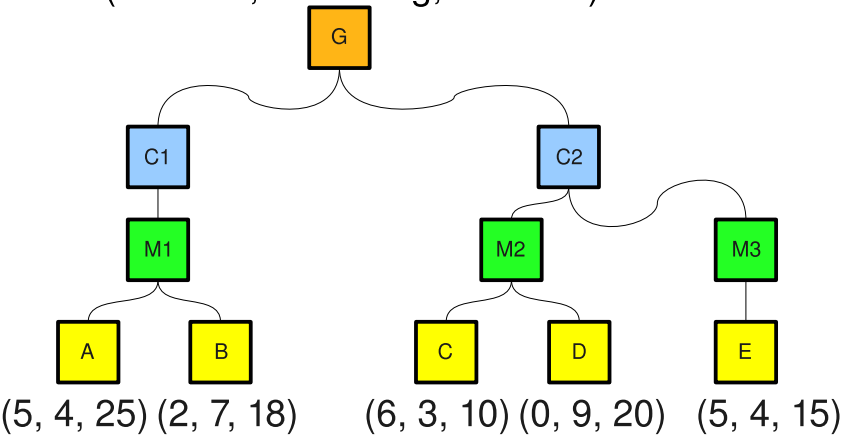 G
C1 C2
M1 M2 M3
A B C D E
(5, 4, 25) (2, 7, 18) (6, 3, 10) (0, 9, 20) (5, 4, 15)